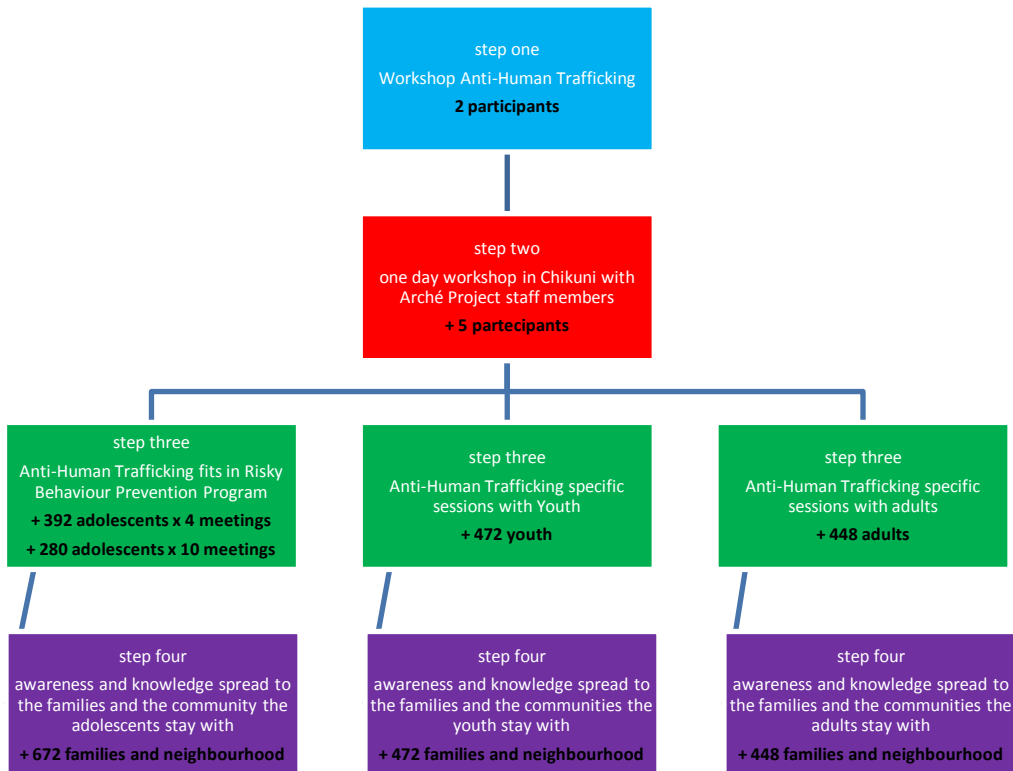 step one
Workshop Anti-Human Trafficking
2 participants
step two
one day workshop in Chikuni with
Arché Project staff members
+ 5 partecipants
step three
Anti-Human Trafficking fits in Risky
Behaviour Prevention Program
+ 392 adolescents x 4 meetings
+ 280 adolescents x 10 meetings
step three
Anti-Human Trafficking specific
sessions with Youth
+ 472 youth
step three
Anti-Human Trafficking specific
sessions with adults
+ 448 adults
step four
awareness and knowledge spread to
the families and the community the
adolescents stay with
+ 672 families and neighbourhood
step four
awareness and knowledge spread to
the families and the communities the
youth stay with
+ 472 families and neighbourhood
step four
awareness and knowledge spread to
the families and the communities the
adults stay with
+ 448 families and neighbourhood